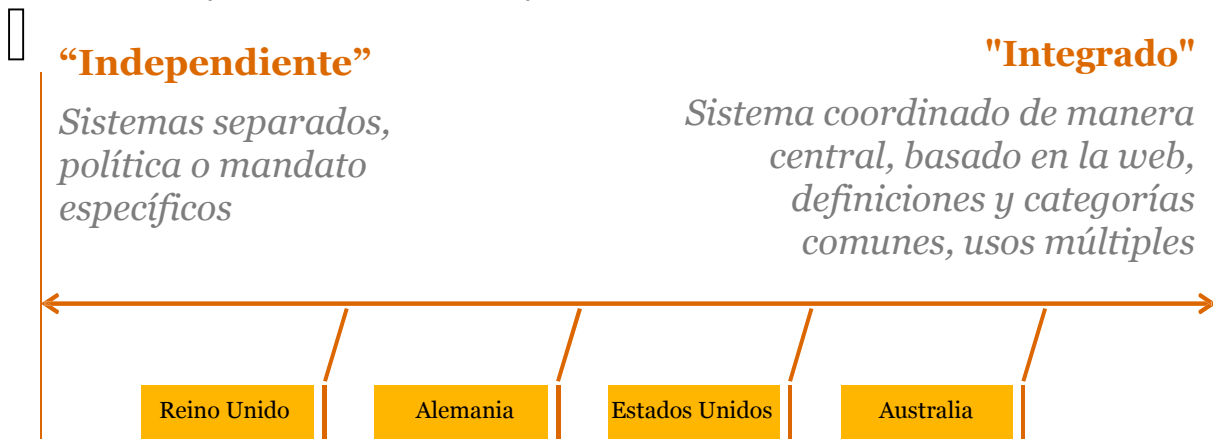 “Independiente”
Sistemas separados,
política o mandato
específicos
"Integrado"
Sistema coordinado de manera
central, basado en la web,
definiciones y categorías
comunes, usos múltiples
Reino Unido
Alemania
Estados Unidos
Australia